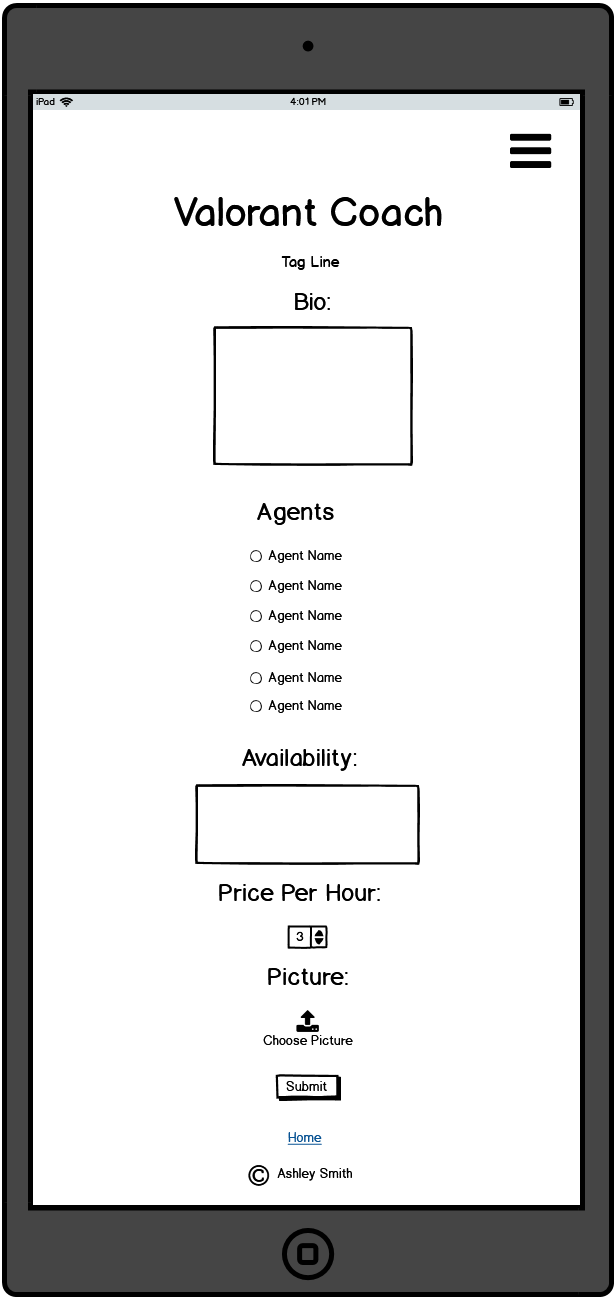 iPad 4:01 PM
Valorant Coach
Tag Line
Bio:
Agents
Agent Name
Agent Name
Agent Name
Agent Name
Agent Name
Agent Name
Availability:
Price Per Hour:
3
Picture:
Choose Picture
Submit
Home
© Ashley Smith